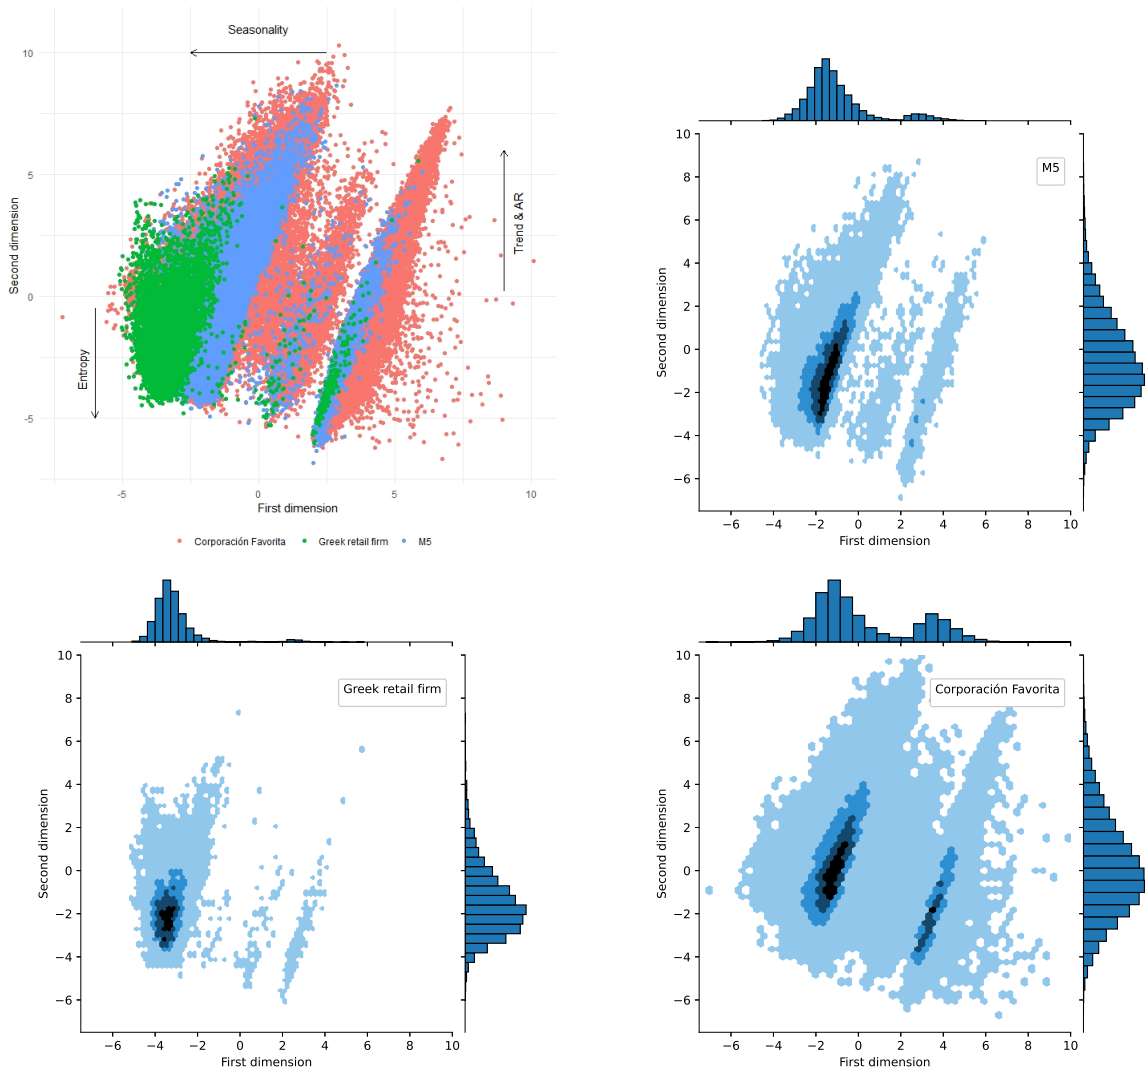 Seasonality
10
5
0
-5
Second dimension
Entropy
Trend & AR
-5 0 5 10
First dimension
Corporación Favorita Greek retail firm M5
M5
10
8
6
4
2
0
−2
−4
−6
Second dimension
−6 −4 −2 0 2 4 6 8 10
First dimension
Greek retail firm
10
8
6
4
2
0
−2
−4
−6
Second dimension
−6 −4 −2 0 2 4 6 8 10
First dimension
Corporación Favorita
10
8
6
4
2
0
−2
−4
−6
Second dimension
−6 −4 −2 0 2 4 6 8 10
First dimension